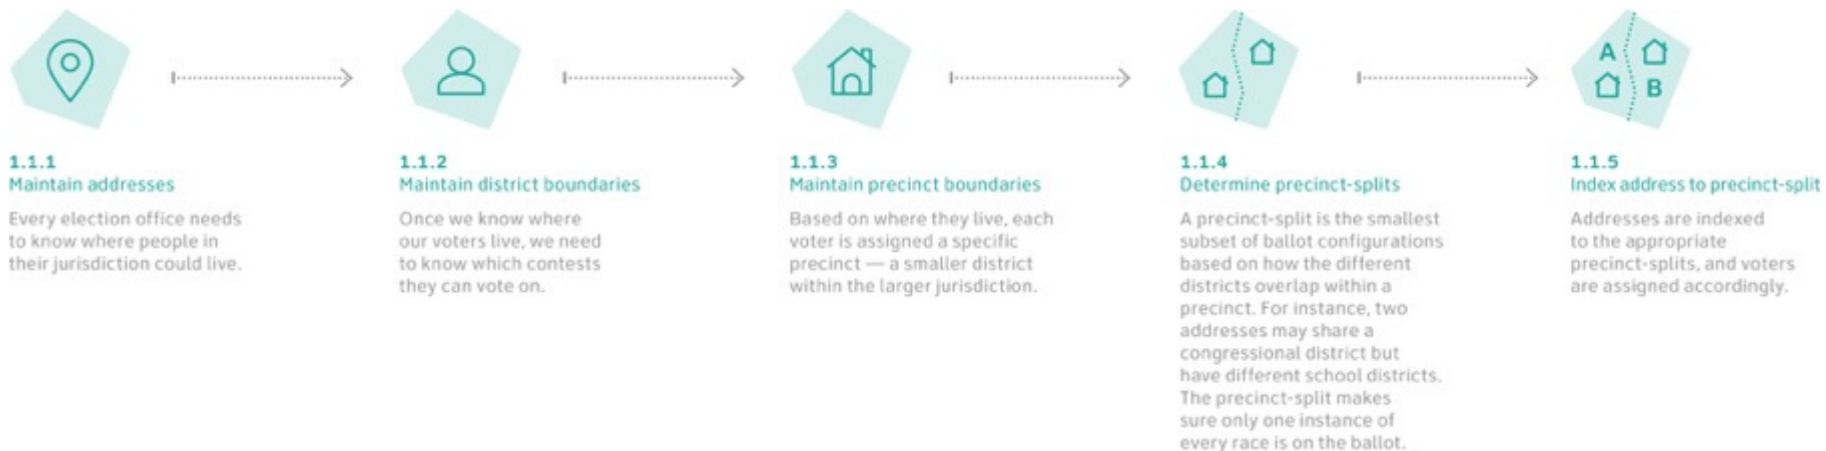 A
B
1.1.1
Maintain addresses
Every election office needs
to know where people in
their jurisdiction could live.
1.1.2
Maintain district boundaries
Once we know where
our voters live, we need
to know which contests
they can vote on.
1.1.3
Maintain precinct boundaries
Based on where they live, each
voter is assigned a specific
precinct — a smaller district
within the larger jurisdiction.
1.1.4
Determine precinct-splits
A precinct-split is the smallest
subset of ballot configurations
based on how the different
districts overlap within a
precinct. For instance, two
addresses may share a
congressional district but
have different school districts.
The precinct-split makes
sure only one instance of
every race is on the ballot.
1.1.5
Index address to precinct-split
Addresses are indexed
to the appropriate
precinct-splits, and voters
are assigned accordingly.